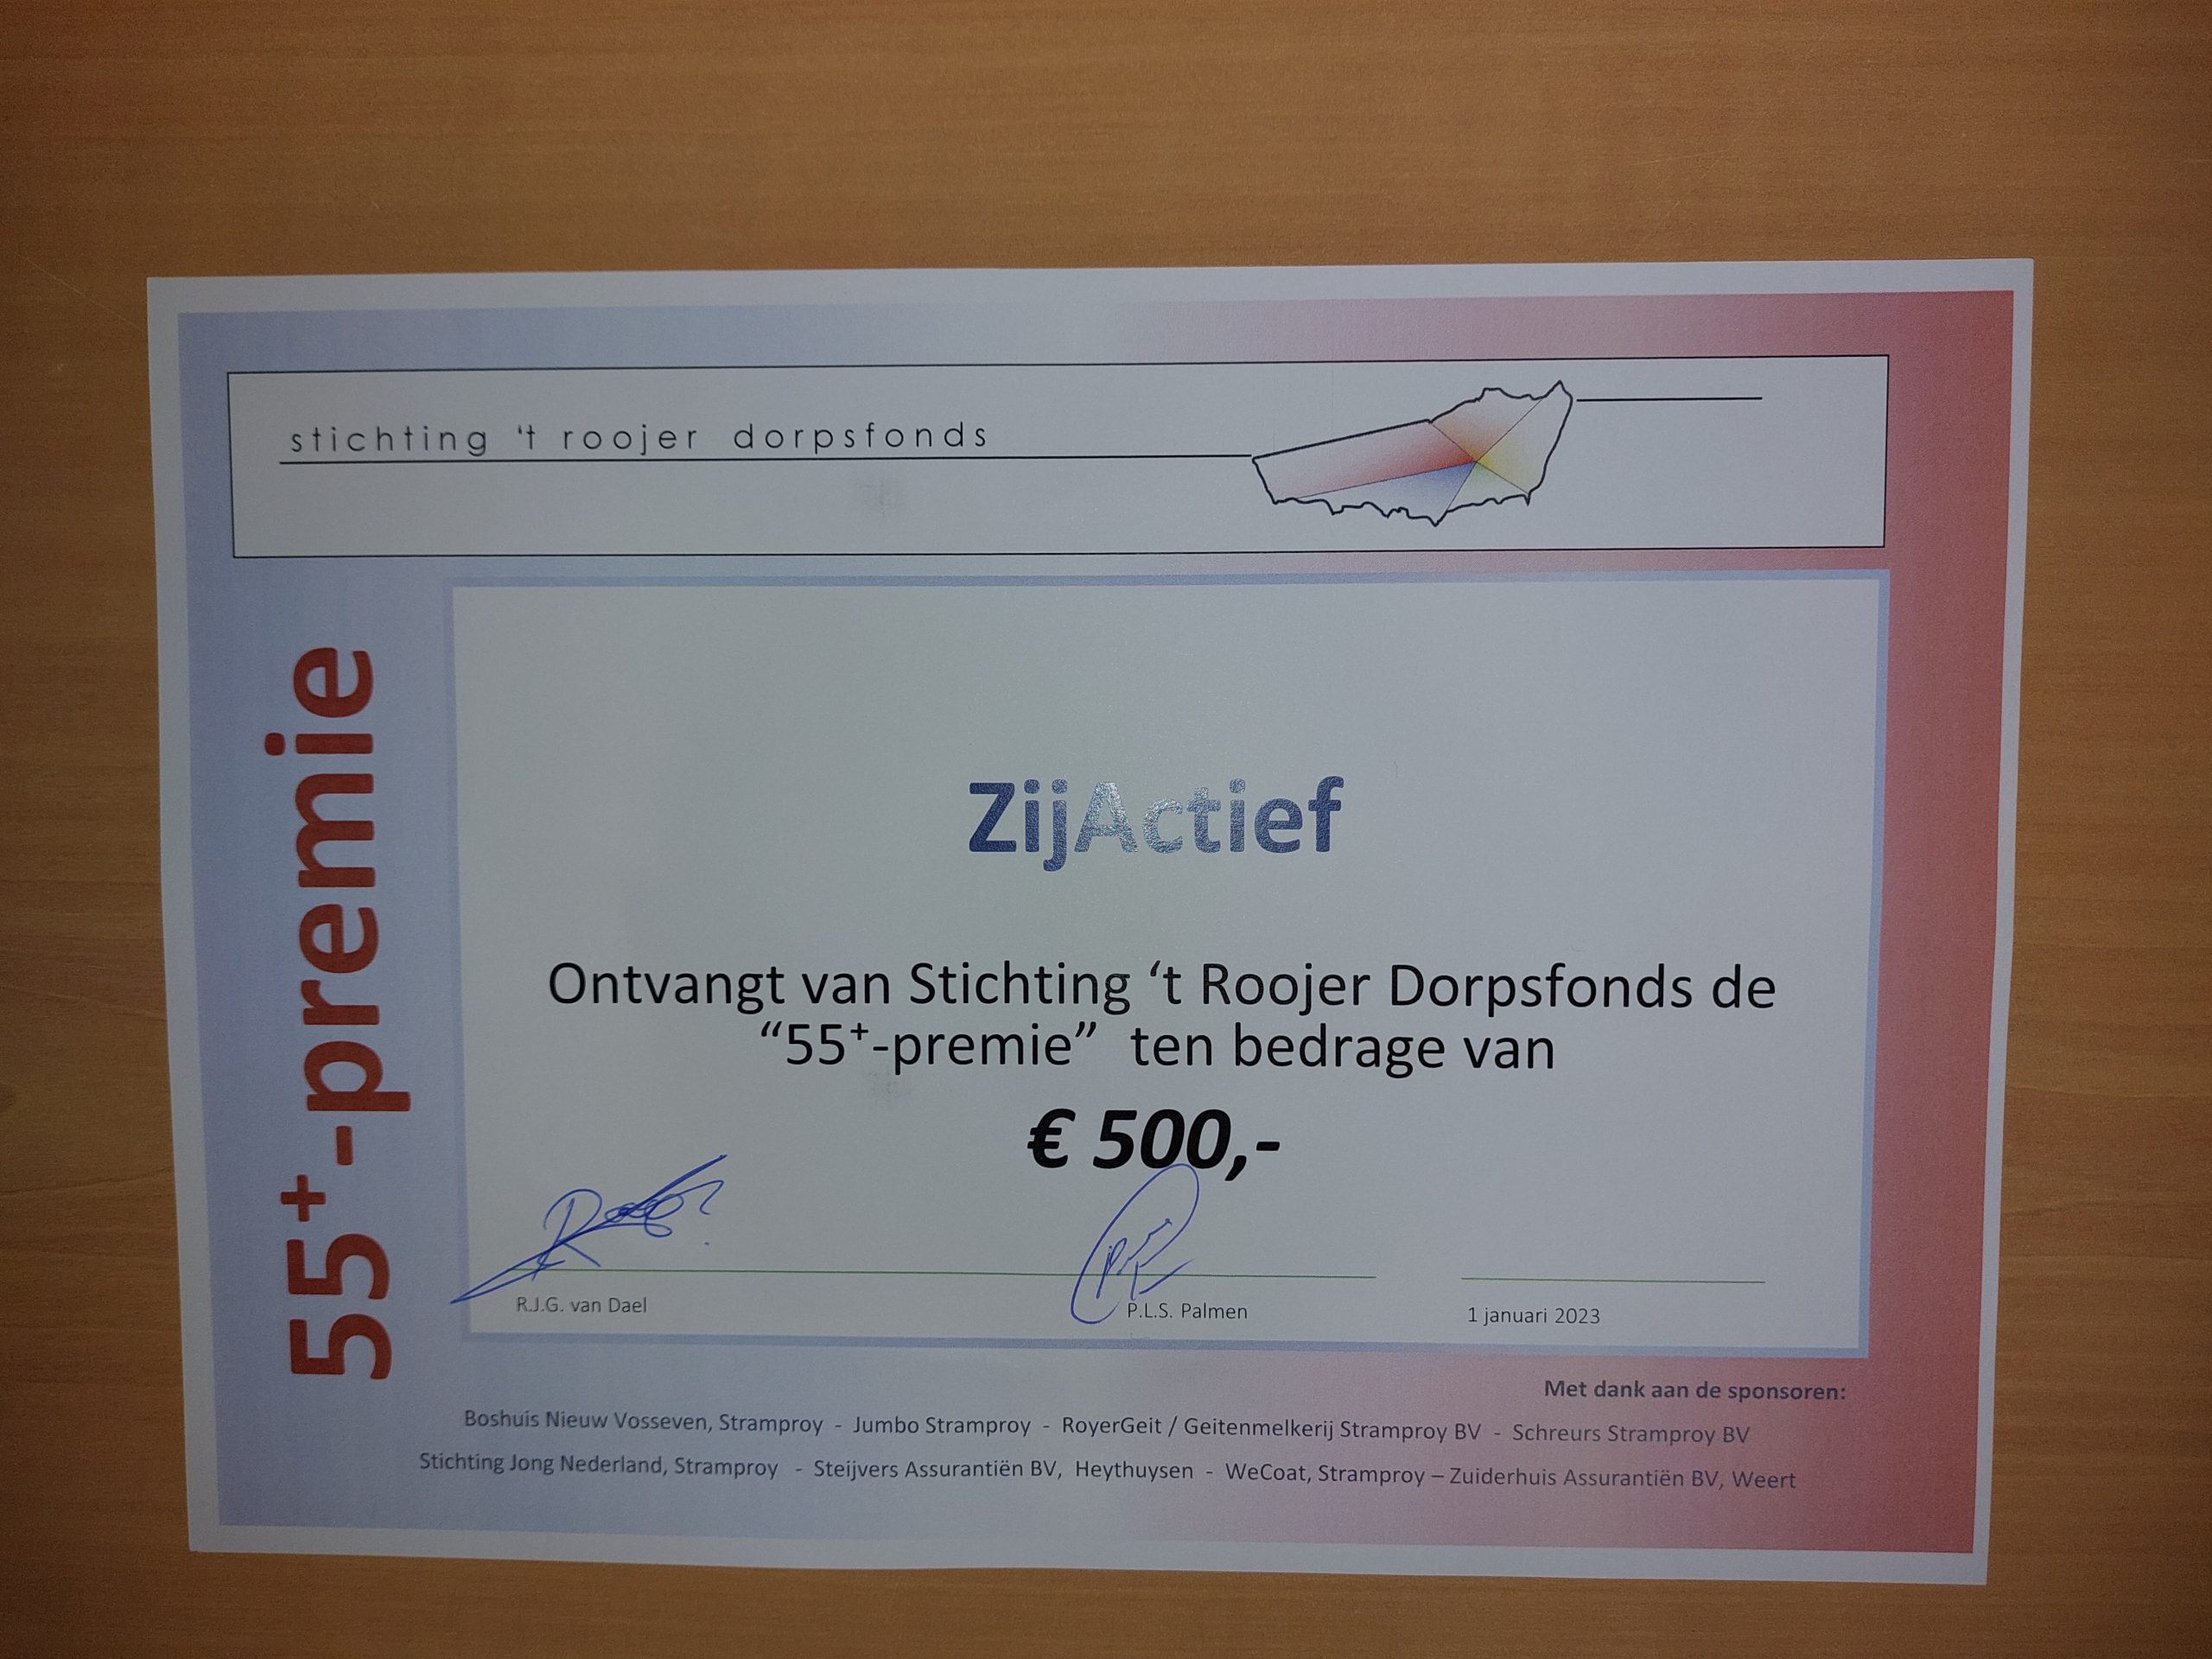 stichting 't roojer dorpsfonds
55+-premie
ZijActief
Ontvangt van Stichting ‘t Roojer Dorpsfonds de
“55+-premie” ten bedrage van
€ 500,-
R.J.G. van Dael
P.L.S. Palmen
1 januari 2023
Met dank aan de sponsoren:
Boshuis Nieuw Vosseven, Stramproy - Jumbo Stramproy - RoyerGeit / Geitenmelkerij Stramproy BV - Schreurs Stramproy BV
Stichting Jong Nederland, Stramproy - Steijvers Assurantiën BV, Heythuysen - WeCoat, Stramproy – Zuiderhuis Assurantiën BV, Weert